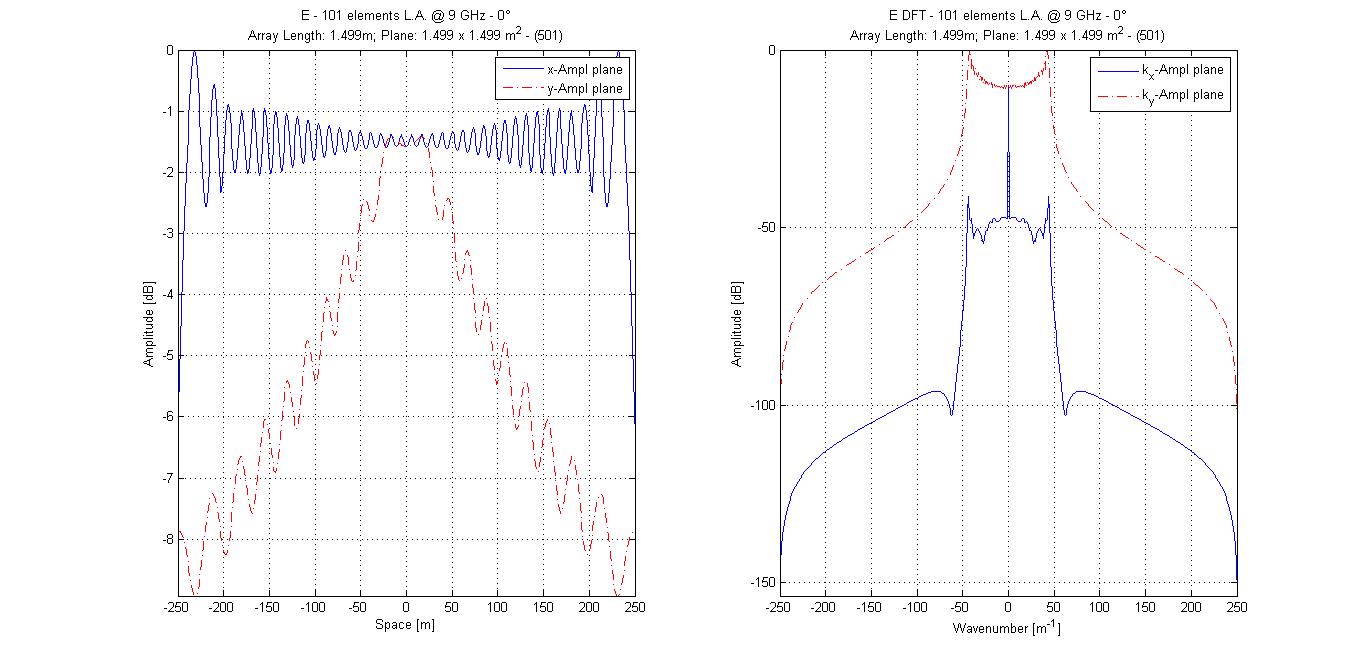 E - 101 elements L.A. @ 9 GHz - 0°
Array Length: 1.499m; Plane: 1.499 x 1.499 m² - (501)
x-Ampl plane
y-Ampl plane
0
-1
-2
-3
-4
-5
-6
-7
-8
Amplitude [dB]
-250 -200 -150 -100 -50 0 50 100 150 200 250
Space [m]
E DFT - 101 elements L.A. @ 9 GHz - 0°
Array Length: 1.499m; Plane: 1.499 x 1.499 m² - (501)
kₓ-Ampl plane
k_y-Ampl plane
0
-50
-100
-150
Amplitude [dB]
-250 -200 -150 -100 -50 0 50 100 150 200 250
Wavenumber [m⁻¹]